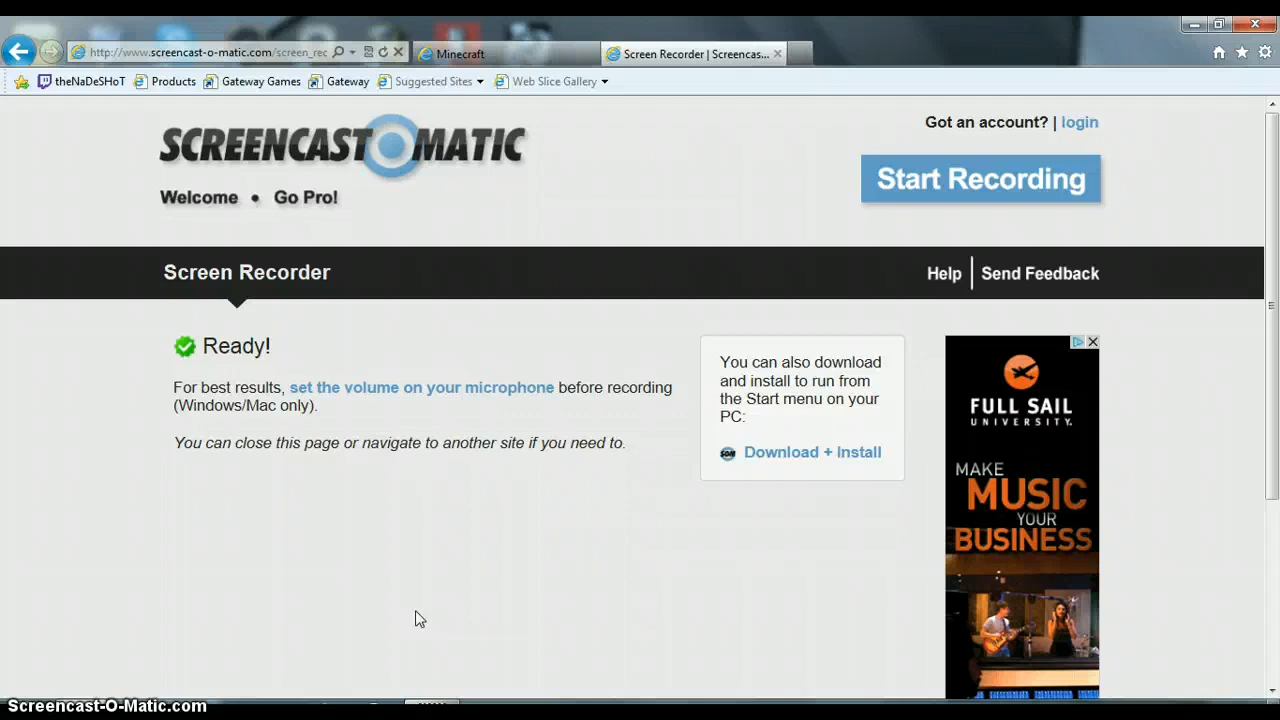 http://www.screencast-o-matic.com/screen_rec
Minecraft
Screen Recorder | Screencas...
theNaDeSHoT
Products
Gateway Games
Gateway
Suggested Sites
Web Slice Gallery
SCREENCAST-O-MATIC
Got an account? | login
Start Recording
Welcome • Go Pro!
Screen Recorder
Help
Send Feedback
Ready!
For best results, set the volume on your microphone before recording
(Windows/Mac only).
You can close this page or navigate to another site if you need to.
You can also download
and install to run from
the Start menu on your
PC:
SOM
Download + Install
FULL SAIL
UNIVERSITY.
MAKE
MUSIC
YOUR
BUSINESS
Screencast-O-Matic.com